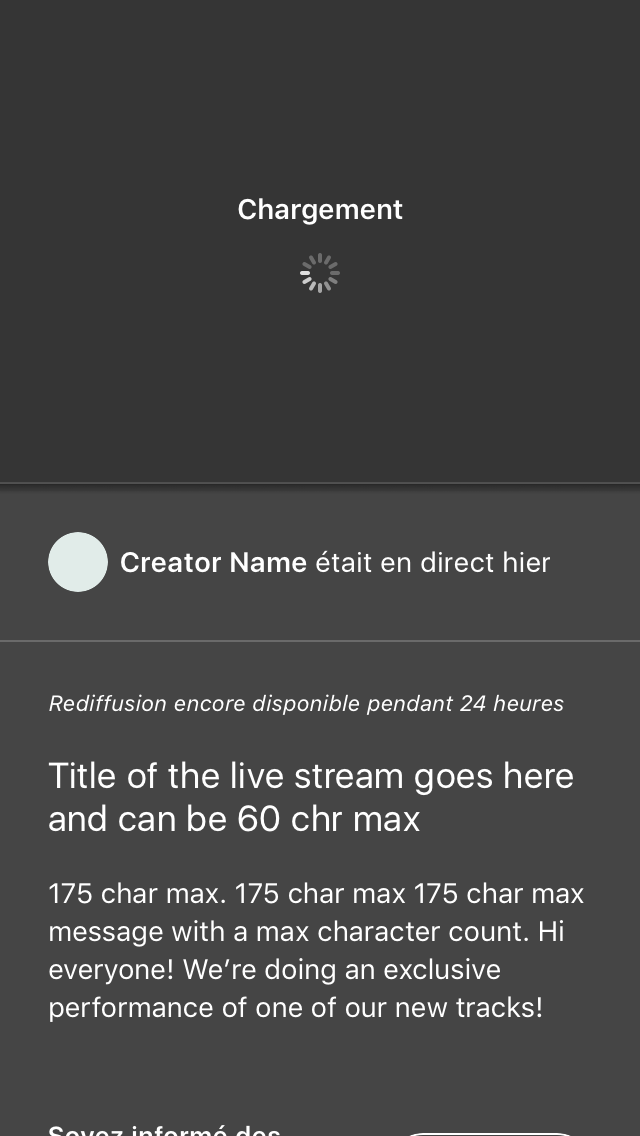 Chargement
Creator Name était en direct hier
Rediffusion encore disponible pendant 24 heures
Title of the live stream goes here
and can be 60 chr max
175 char max. 175 char max 175 char max
message with a max character count. Hi
everyone! We’re doing an exclusive
performance of one of our new tracks!
Soyez informé des